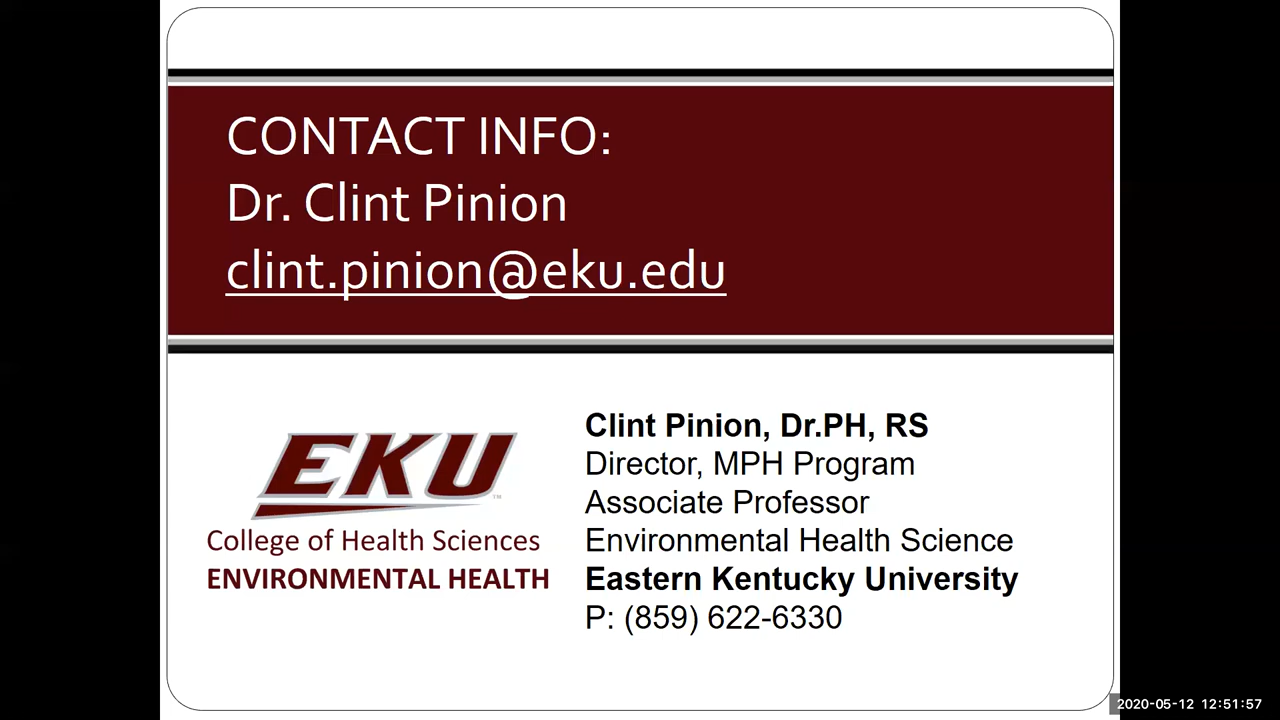 CONTACT INFO:
Dr. Clint Pinion
clint.pinion@eku.edu
EKU
TM
College of Health Sciences
ENVIRONMENTAL HEALTH
Clint Pinion, Dr.PH, RS
Director, MPH Program
Associate Professor
Environmental Health Science
Eastern Kentucky University
P: (859) 622-6330
2020-05-12 12:51:57